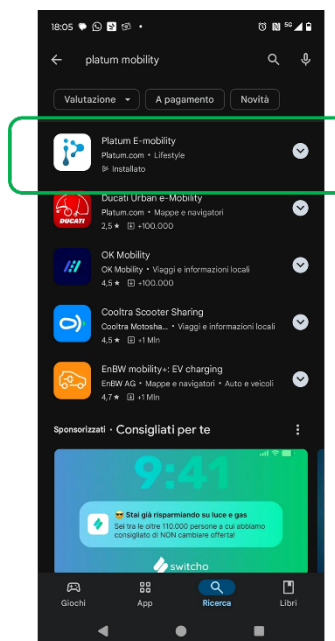 18:05
5G
platum mobility
Valutazione
A pagamento
Novità
Platum E-mobility
Platum.com • Lifestyle
Installato
DUCATI
Ducati Urban e-Mobility
Platum.com • Mappe e navigatori
2,5 ★ +100.000
OK Mobility
OK Mobility • Viaggi e informazioni locali
4,5 ★ +100.000
Cooltra Scooter Sharing
Cooltra Motosha... • Viaggi e informazioni locali
4,5 ★ +1 Mln
EnBW mobility+: EV charging
EnBW AG • Mappe e navigatori • Auto e veicoli
4,7 ★ +1 Mln
Sponsorizzati • Consigliati per te
9:41
Stai già risparmiando su luce e gas
Sei tra le oltre 110.000 persone a cui abbiamo
consigliato di NON cambiare offerta!
switcho
Giochi
App
Ricerca
Libri